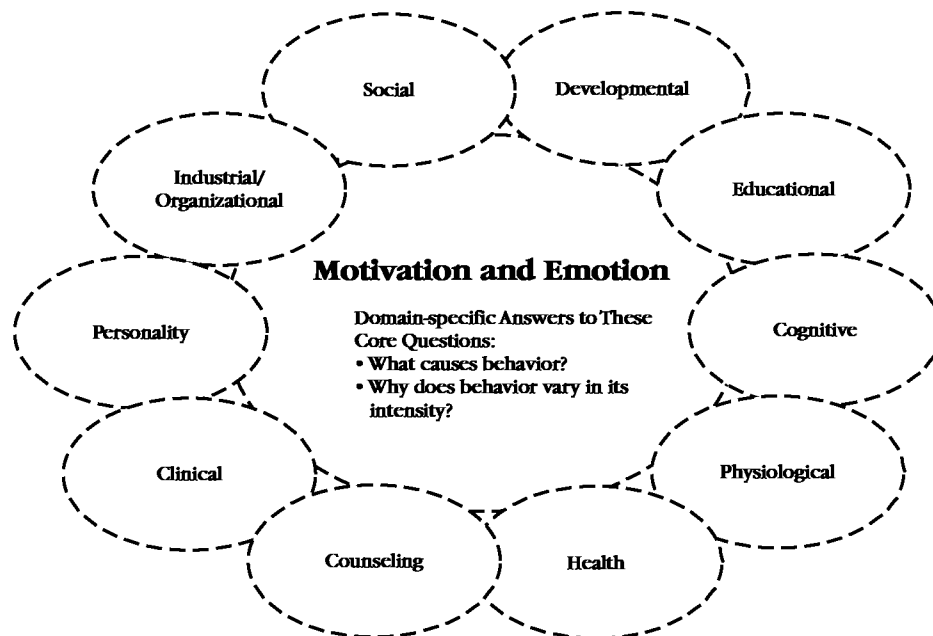 Social
Developmental
Industrial/
Organizational
Educational
Motivation and Emotion
Domain-specific Answers to These
Core Questions:
• What causes behavior?
• Why does behavior vary in its
intensity?
Personality
Cognitive
Clinical
Physiological
Counseling
Health